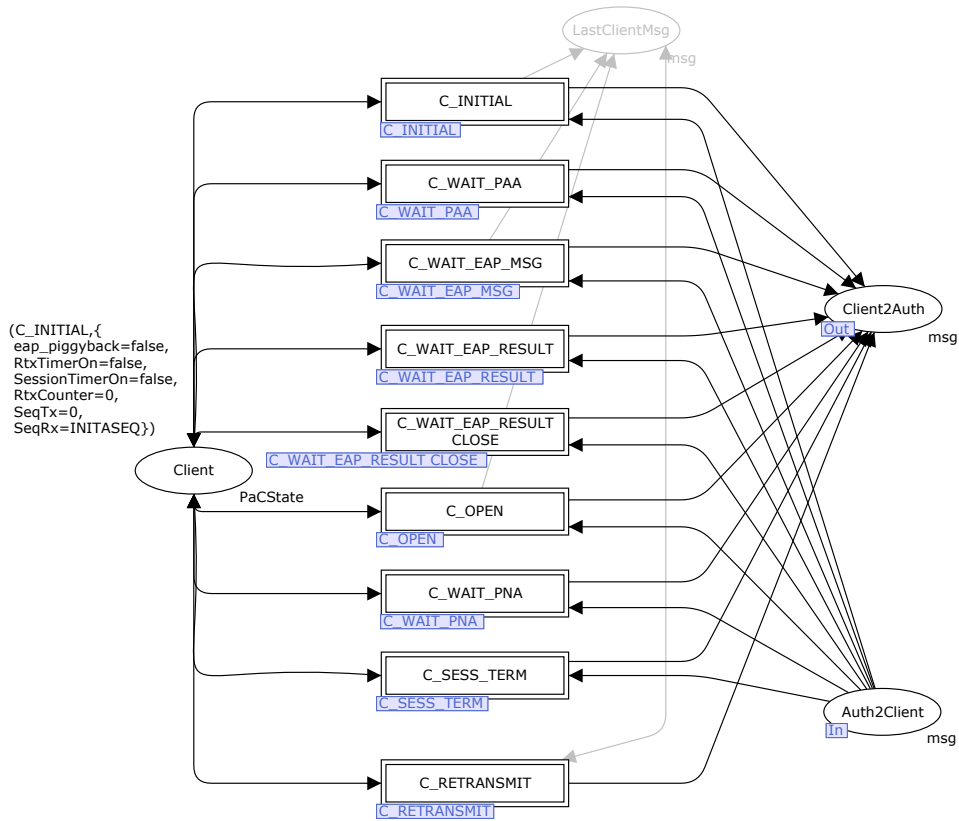 LastClientMsg
msg
C_INITIAL
C_INITIAL
C_WAIT_PAA
C_WAIT_PAA
C_WAIT_EAP_MSG
C_WAIT_EAP_MSG
Client2Auth
Out
msg
(C_INITIAL,{
eap_piggyback=false,
RtxTimerOn=false,
SessionTimerOn=false,
RtxCounter=0,
SeqTx=0,
SeqRx=INITASEQ})
C_WAIT_EAP_RESULT
C_WAIT_EAP_RESULT
C_WAIT_EAP_RESULT
CLOSE
C_WAIT_EAP_RESULT CLOSE
Client
PaCState
C_OPEN
C_OPEN
C_WAIT_PNA
C_WAIT_PNA
C_SESS_TERM
C_SESS_TERM
Auth2Client
In
msg
C_RETRANSMIT
C_RETRANSMIT